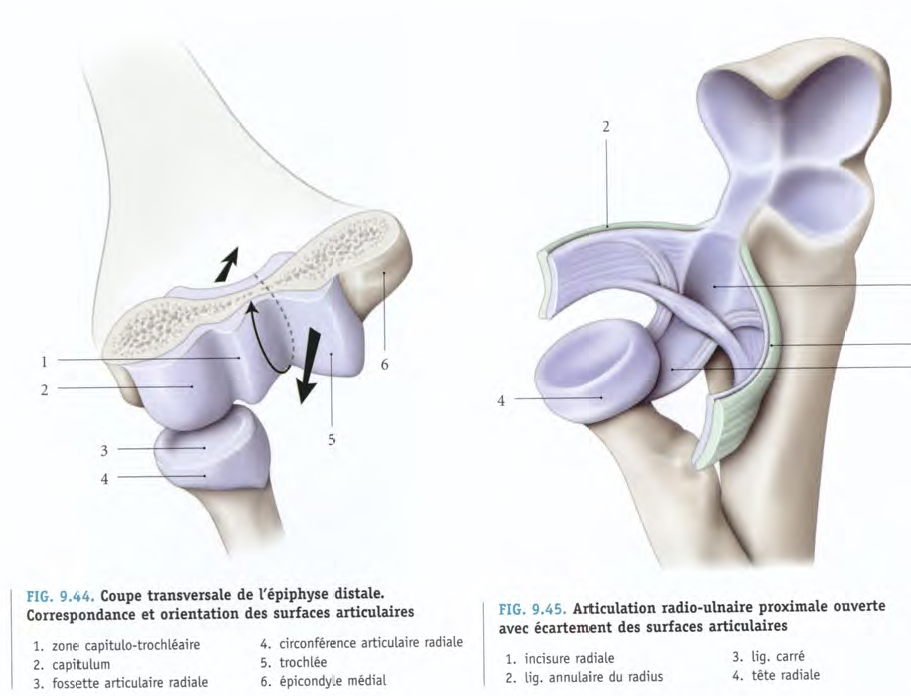 2
1
2
3
4
5
6
4
FIG. 9.44. Coupe transversale de l'épiphyse distale.
Correspondance et orientation des surfaces articulaires
1. zone capitulo-trochléaire
2. capitulum
3. fossette articulaire radiale
4. circonférence articulaire radiale
5. trochlée
6. épicondyle médial
FIG. 9.45. Articulation radio-ulnaire proximale ouverte
avec écartement des surfaces articulaires
1. incisure radiale
2. lig. annulaire du radius
3. lig. carré
4. tête radiale